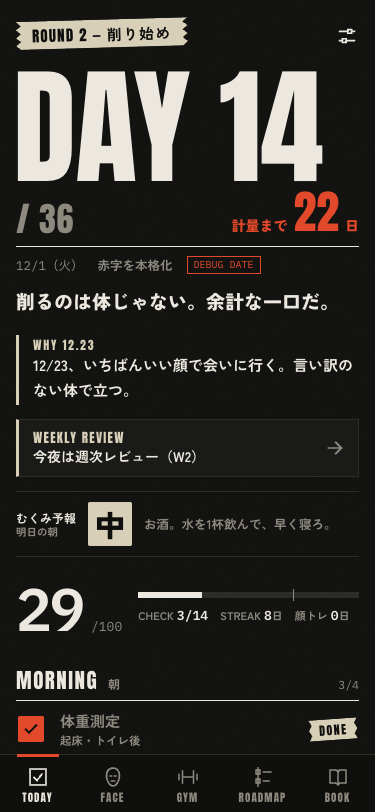 ROUND 2 – 削り始め
DAY 14
/ 36
計量まで 22 日
12/1（火） 赤字を本格化 DEBUG DATE
削るのは体じゃない。余計な一口だ。
WHY 12.23
12/23、いちばんいい顔で会いに行く。言い訳の
ない体で立つ。
WEEKLY REVIEW
今夜は週次レビュー（W2）
むくみ予報
明日の朝
中
お酒。水を1杯飲んで、早く寝ろ。
29 /100
CHECK 3/14 STREAK 8日 顔トレ 0日
MORNING 朝 3/4
体重測定
起床・トイレ後
DONE
TODAY FACE GYM ROADMAP BOOK